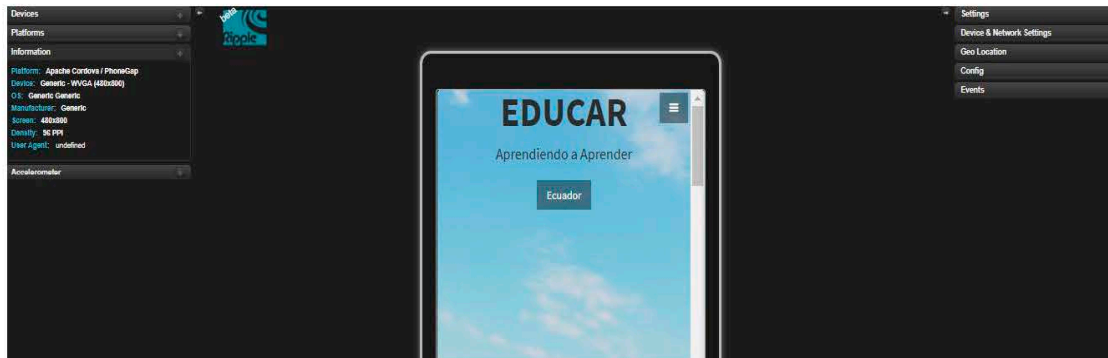 Devices
Platforms
Information
Platform: Apache Cordova / PhoneGap
Device: Generic - WVGA (480x800)
OS: Generic Generic
Manufacturer: Generic
Screen: 480x800
Density: 96 PPI
User Agent: undefined
Accelerometer
beta
Ripple
EDUCAR
Aprendiendo a Aprender
Ecuador
Settings
Device & Network Settings
Geo Location
Config
Events